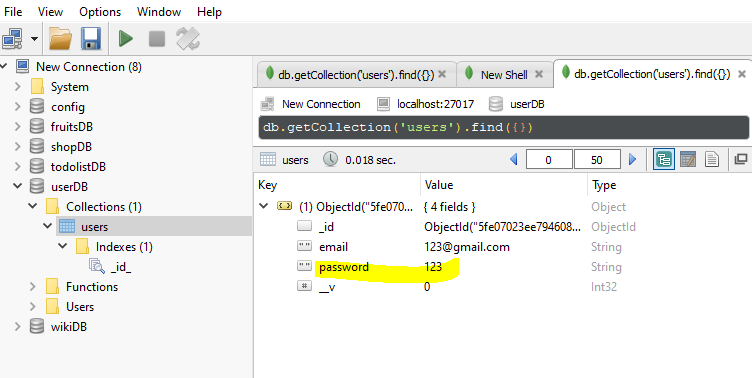 File View Options Window Help
New Connection (8)
System
config
fruitsDB
shopDB
todolistDB
userDB
Collections (1)
users
Indexes (1)
_id_
Functions
Users
wikiDB
db.getCollection('users').find({}) New Shell db.getCollection('users').find({})
New Connection localhost:27017 userDB
db.getCollection('users').find({})
users 0.018 sec. 0 50
Key Value Type
(1) ObjectId("5fe070... { 4 fields } Object
_id ObjectId("5fe07023ee794608... ObjectId
email 123@gmail.com String
password 123 String
__v 0 Int32